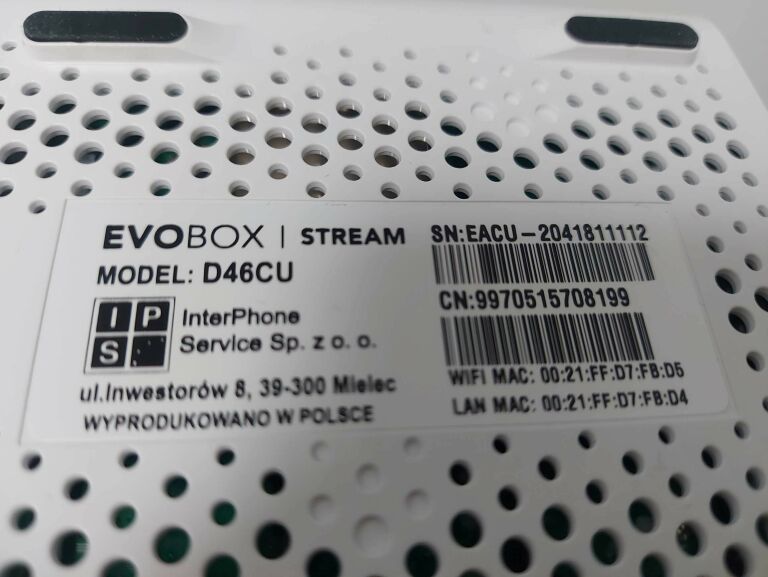 EVOBOX | STREAM
MODEL: D46CU
IPS
InterPhone
Service Sp. z o. o.
ul.Inwestorów 8, 39-300 Mielec
WYPRODUKOWANO W POLSCE
SN:EACU-2041811112
CN:9970515708199
WIFI MAC: 00:21:FF:D7:FB:D5
LAN MAC: 00:21:FF:D7:FB:D4